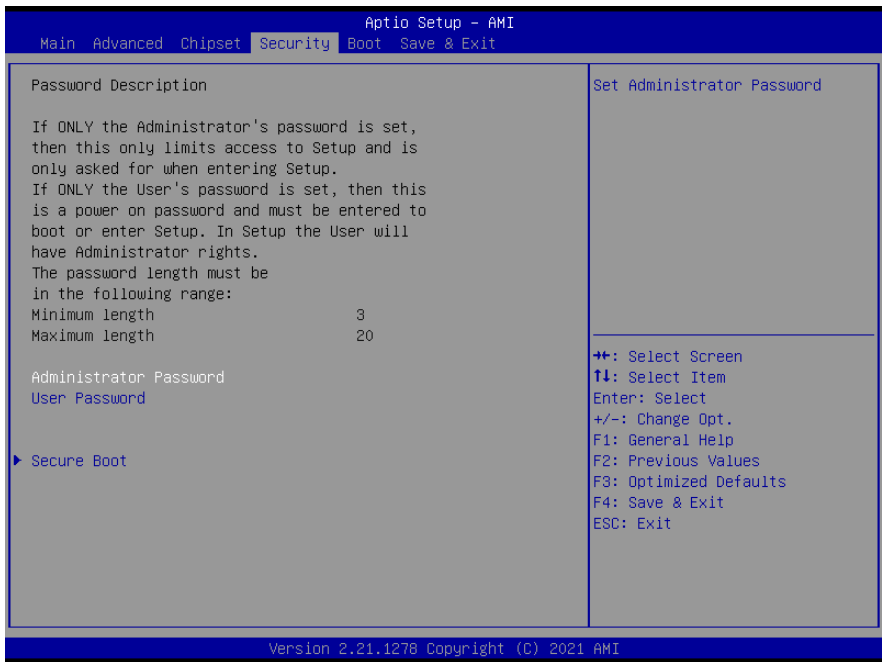 Aptio Setup – AMI
Main Advanced Chipset Security Boot Save & Exit
Password Description
If ONLY the Administrator's password is set,
then this only limits access to Setup and is
only asked for when entering Setup.
If ONLY the User's password is set, then this
is a power on password and must be entered to
boot or enter Setup. In Setup the User will
have Administrator rights.
The password length must be
in the following range:
Minimum length 3
Maximum length 20
Administrator Password
User Password
Secure Boot
Set Administrator Password
→←: Select Screen
↑↓: Select Item
Enter: Select
+/-: Change Opt.
F1: General Help
F2: Previous Values
F3: Optimized Defaults
F4: Save & Exit
ESC: Exit
Version 2.21.1278 Copyright (C) 2021 AMI